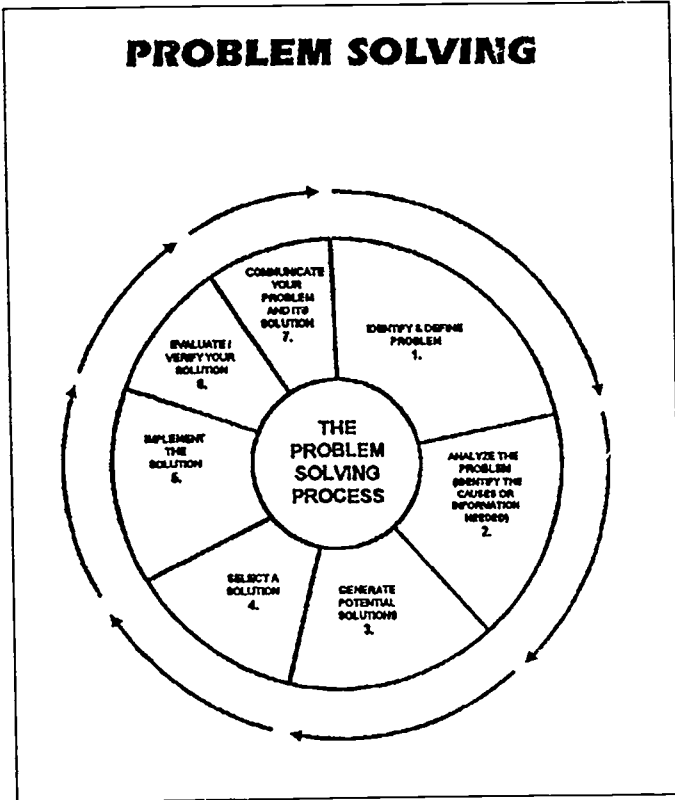 PROBLEM SOLVING
THE
PROBLEM
SOLVING
PROCESS
IDENTIFY & DEFINE
PROBLEM
1.
ANALYZE THE
PROBLEM
(IDENTIFY THE
CAUSES OR
INFORMATION
NEEDED)
2.
GENERATE
POTENTIAL
SOLUTIONS
3.
SELECT A
SOLUTION
4.
IMPLEMENT
THE
SOLUTION
5.
EVALUATE /
VERIFY YOUR
SOLUTION
6.
COMMUNICATE
YOUR
PROBLEM
AND ITS
SOLUTION
7.